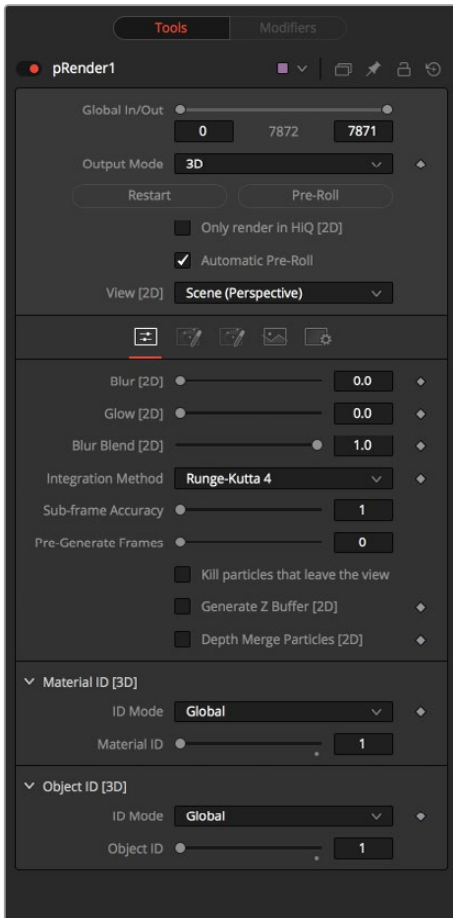 Tools Modifiers
pRender1
Global In/Out
0 7872 7871
Output Mode 3D
Restart Pre-Roll
Only render in HiQ [2D]
Automatic Pre-Roll
View [2D] Scene (Perspective)
Blur [2D] 0.0
Glow [2D] 0.0
Blur Blend [2D] 1.0
Integration Method Runge-Kutta 4
Sub-frame Accuracy 1
Pre-Generate Frames 0
Kill particles that leave the view
Generate Z Buffer [2D]
Depth Merge Particles [2D]
Material ID [3D]
ID Mode Global
Material ID 1
Object ID [3D]
ID Mode Global
Object ID 1